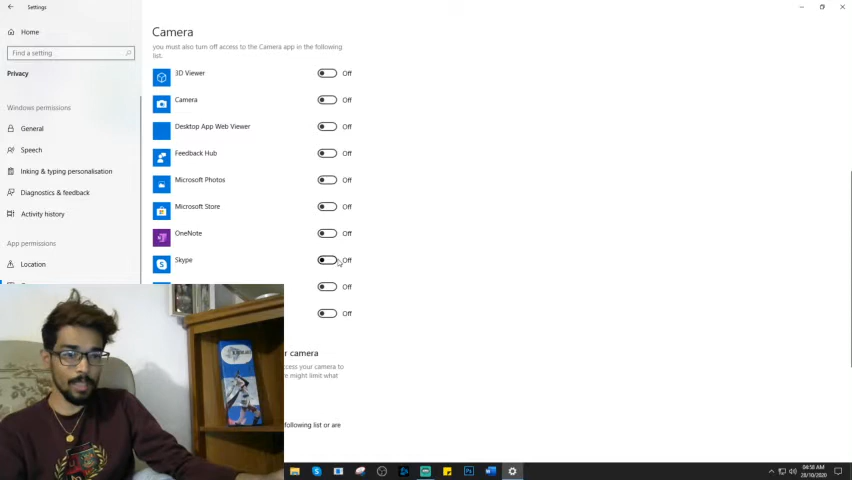 Settings
Home
Find a setting
Privacy
Windows permissions
General
Speech
Inking & typing personalisation
Diagnostics & feedback
Activity history
App permissions
Location
Camera
you must also turn off access to the Camera app in the following
list.
3D Viewer Off
Camera Off
Desktop App Web Viewer Off
Feedback Hub Off
Microsoft Photos Off
Microsoft Store Off
OneNote Off
Skype Off
Off
Off
r camera
ccess your camera to
re might limit what
following list or are
04:58 AM
28/10/2020